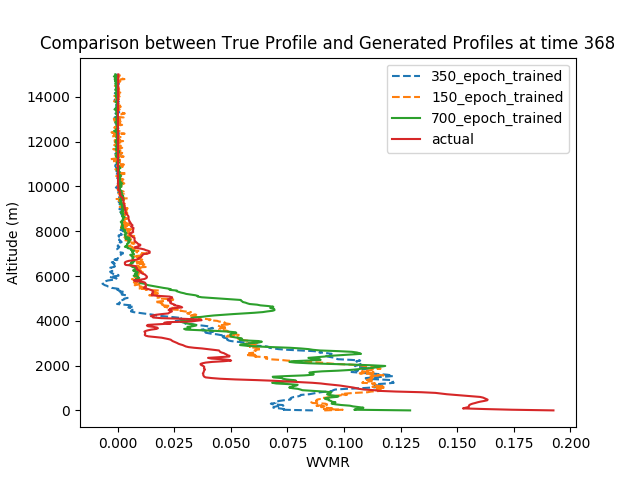 Comparison between True Profile and Generated Profiles at time 368
350_epoch_trained
150_epoch_trained
700_epoch_trained
actual
14000
12000
10000
8000
6000
4000
2000
0
Altitude (m)
0.000 0.025 0.050 0.075 0.100 0.125 0.150 0.175 0.200
WVMR